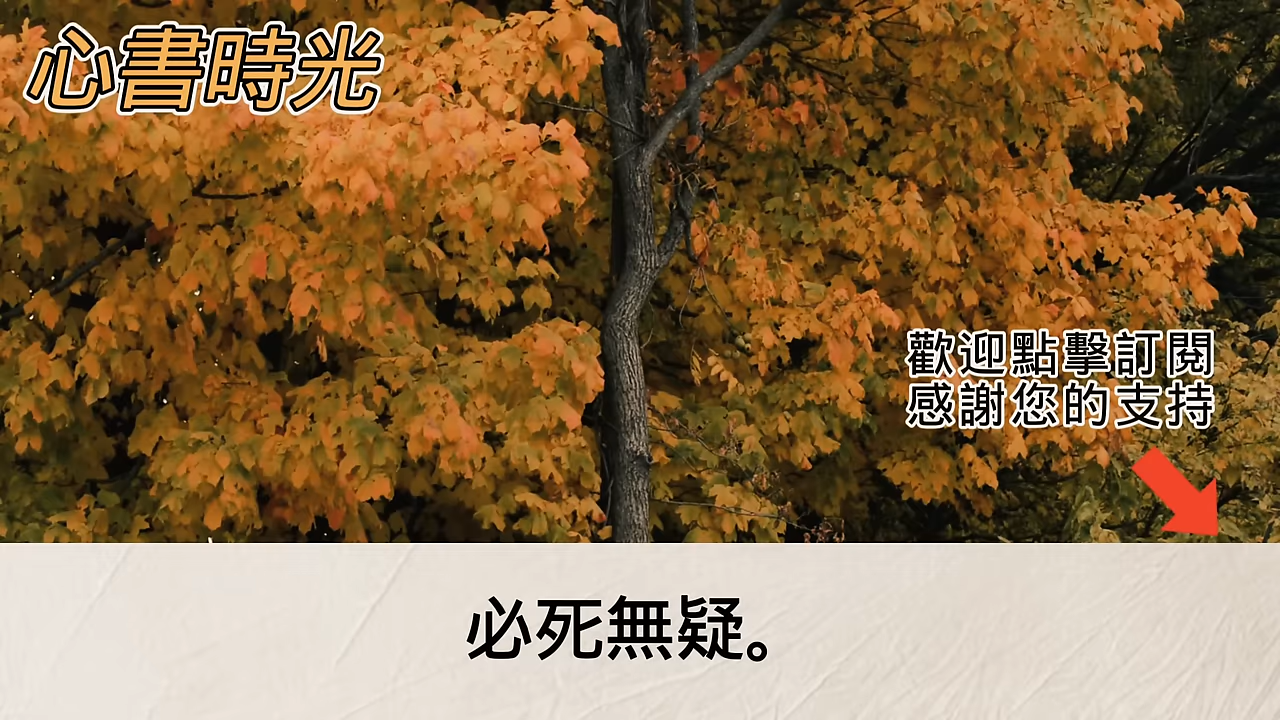 心書時光
歡迎點擊訂閱
感謝您的支持
必死無疑。